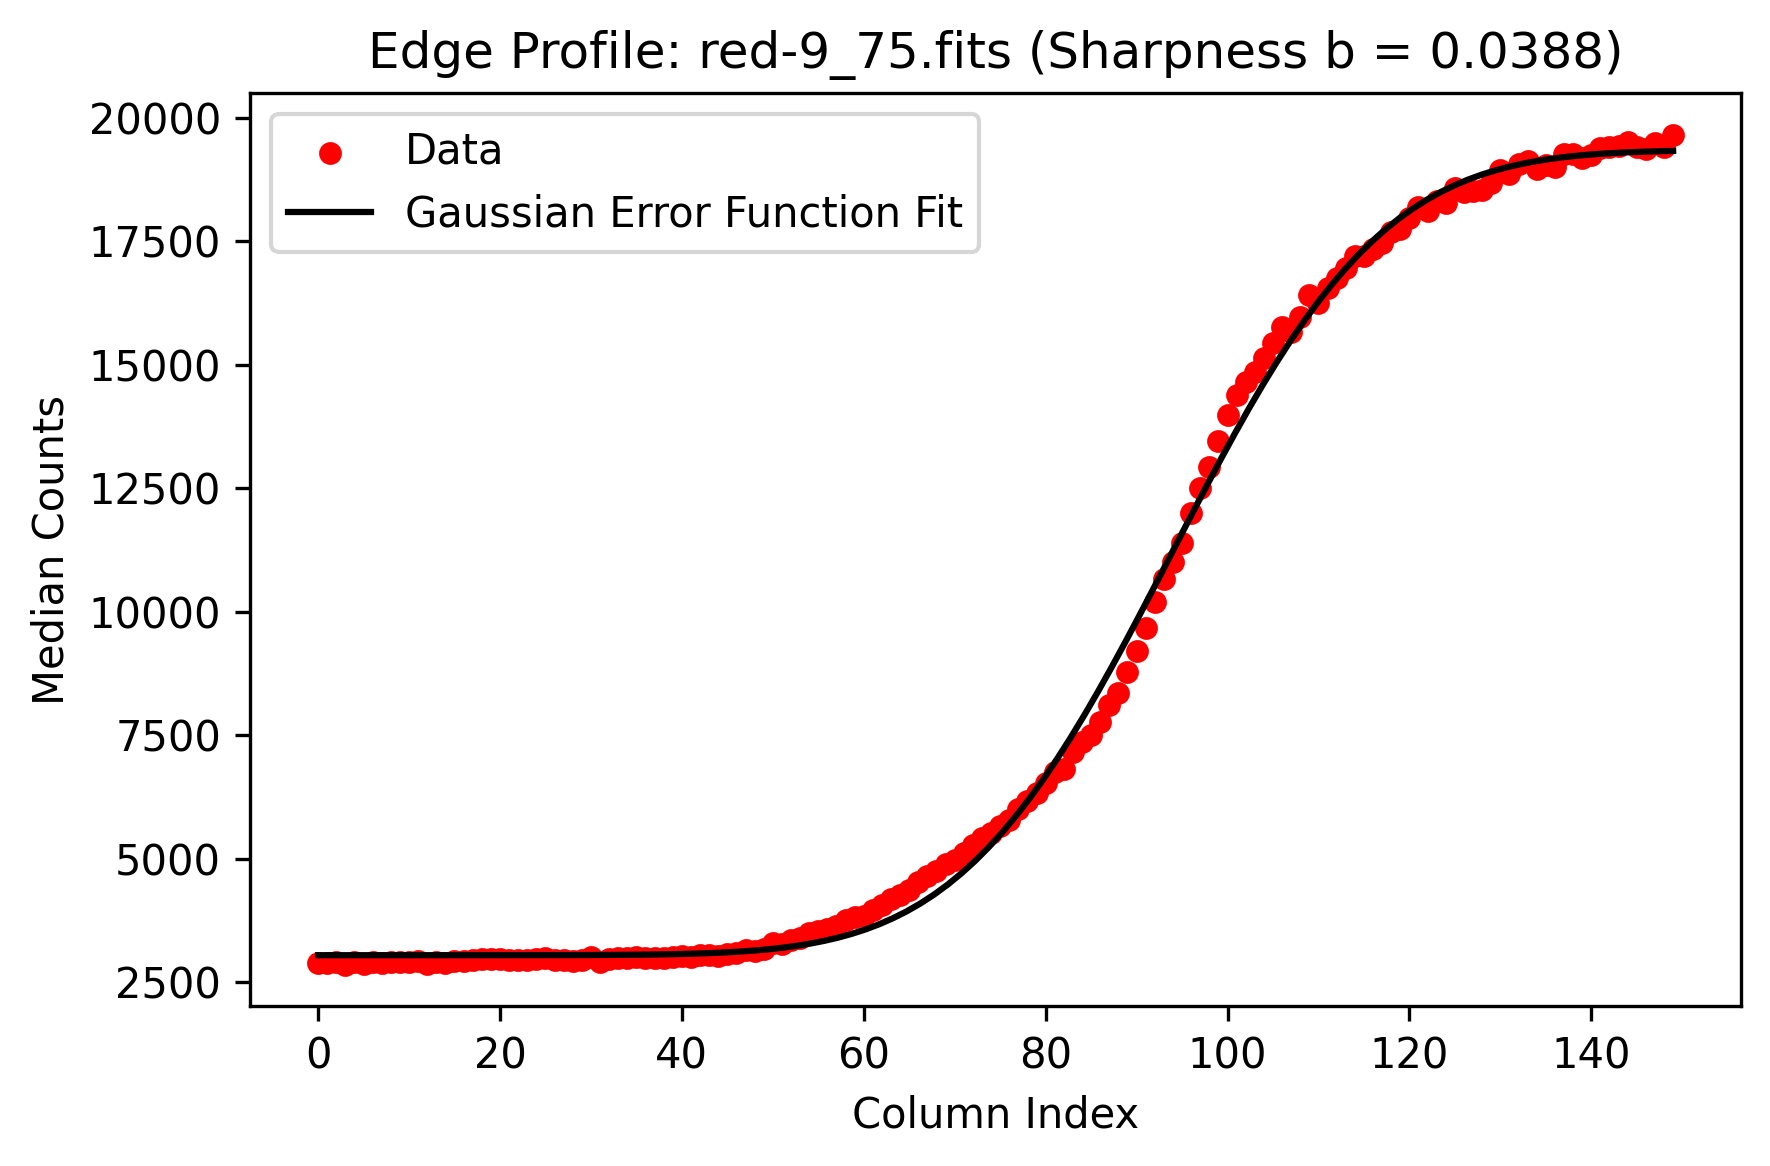 Edge Profile: red-9_75.fits (Sharpness b = 0.0388)
Data
Gaussian Error Function Fit
20000
17500
15000
12500
10000
7500
5000
2500
Median Counts
0 20 40 60 80 100 120 140
Column Index